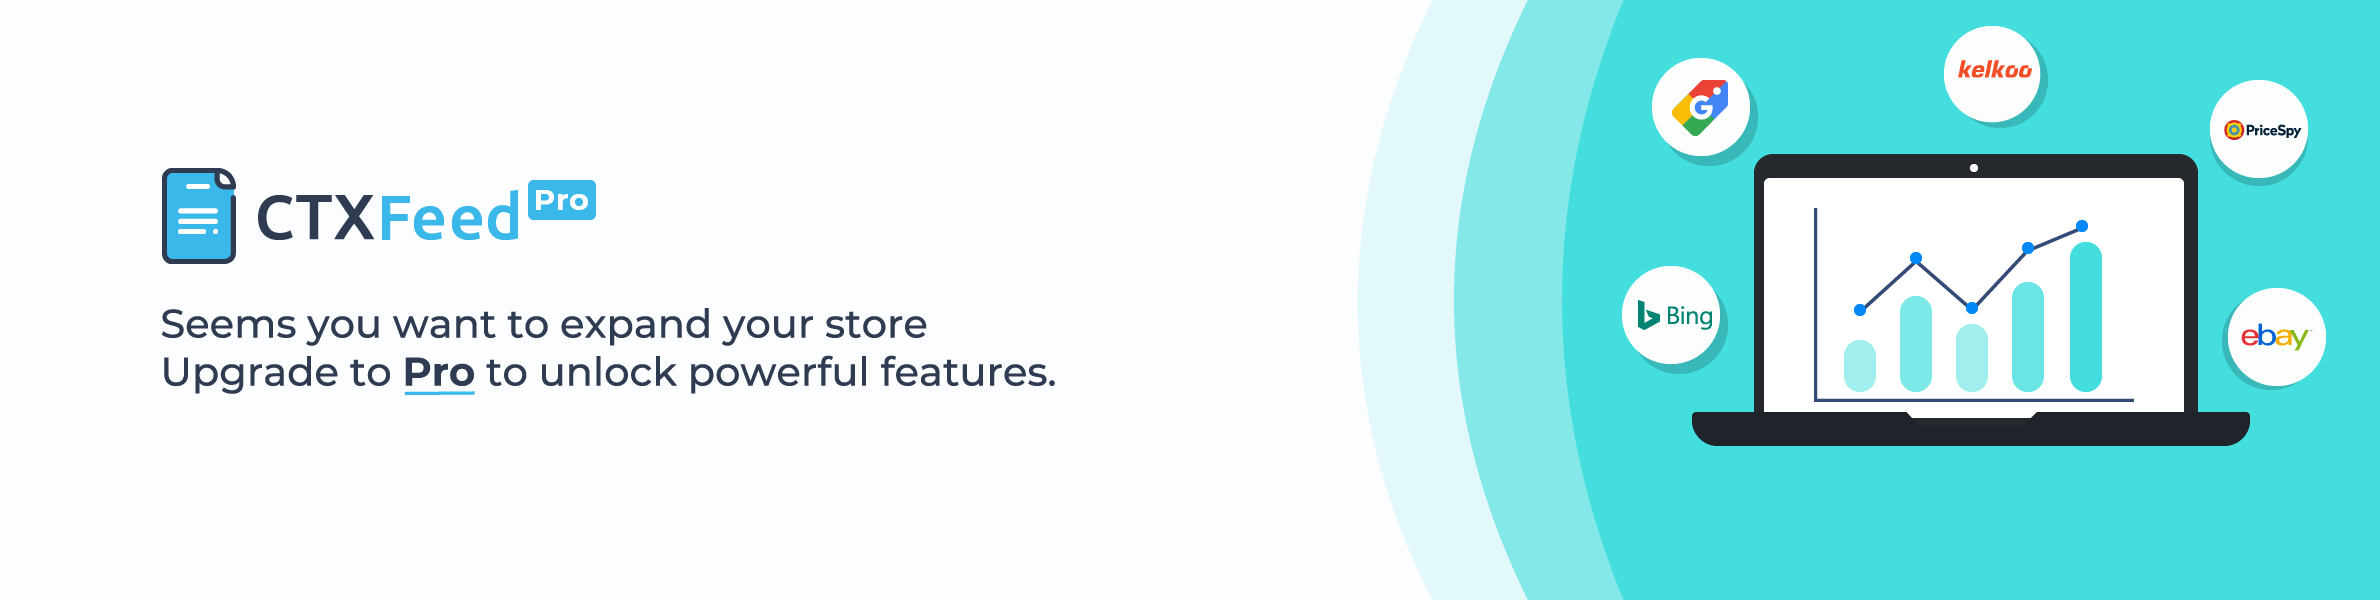 CTXFeed Pro
Seems you want to expand your store
Upgrade to Pro to unlock powerful features.
G
kelkoo
PriceSpy
Bing
ebay